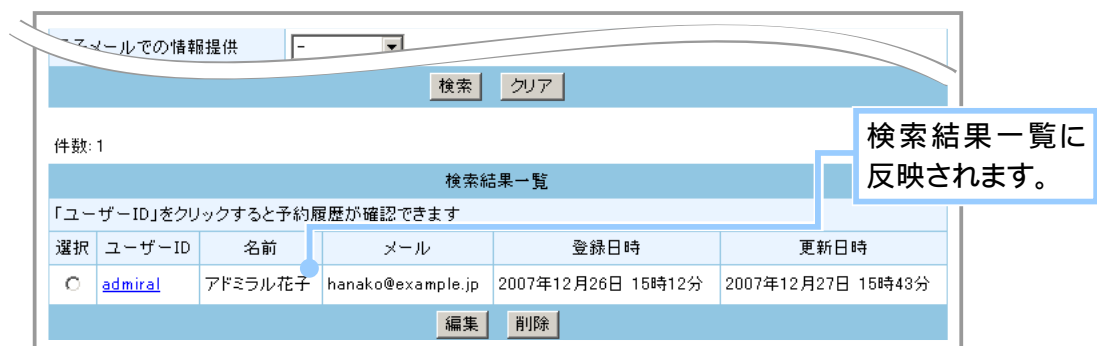 メールでの情報提供 -
検索 クリア
検索結果一覧に
反映されます。
件数: 1
検索結果一覧
「ユーザーID」をクリックすると予約履歴が確認できます
選択 ユーザーID 名前 メール 登録日時 更新日時
admiral アドミラル花子 hanako@example.jp 2007年12月26日 15時12分 2007年12月27日 15時43分
編集 削除